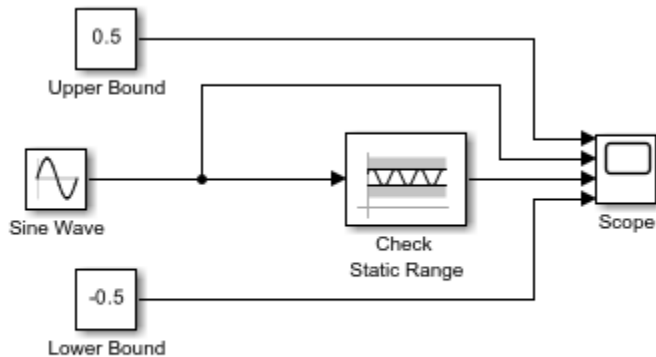 0.5
Upper Bound
Sine Wave
Check
Static Range
Scope
-0.5
Lower Bound